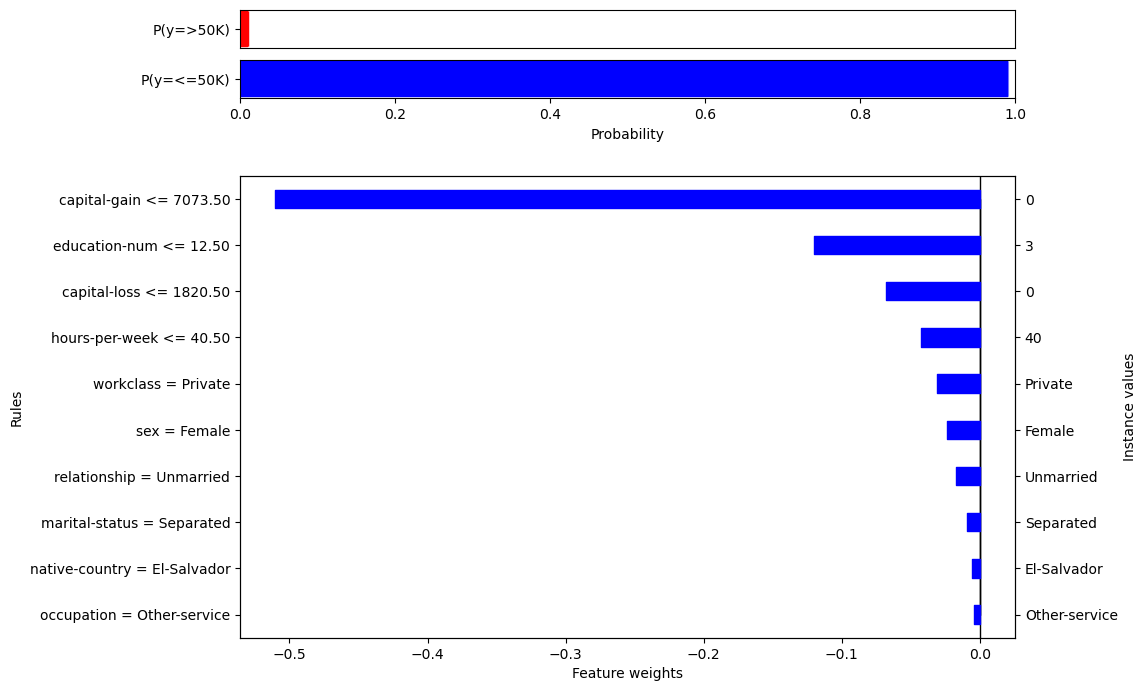 P(y=>50K)
P(y=<=50K)
0.0 0.2 0.4 0.6 0.8 1.0
Probability
capital-gain <= 7073.50 0
education-num <= 12.50 3
capital-loss <= 1820.50 0
hours-per-week <= 40.50 40
workclass = Private Private
sex = Female Female
relationship = Unmarried Unmarried
marital-status = Separated Separated
native-country = El-Salvador El-Salvador
occupation = Other-service Other-service
Rules
Instance values
−0.5 −0.4 −0.3 −0.2 −0.1 0.0
Feature weights